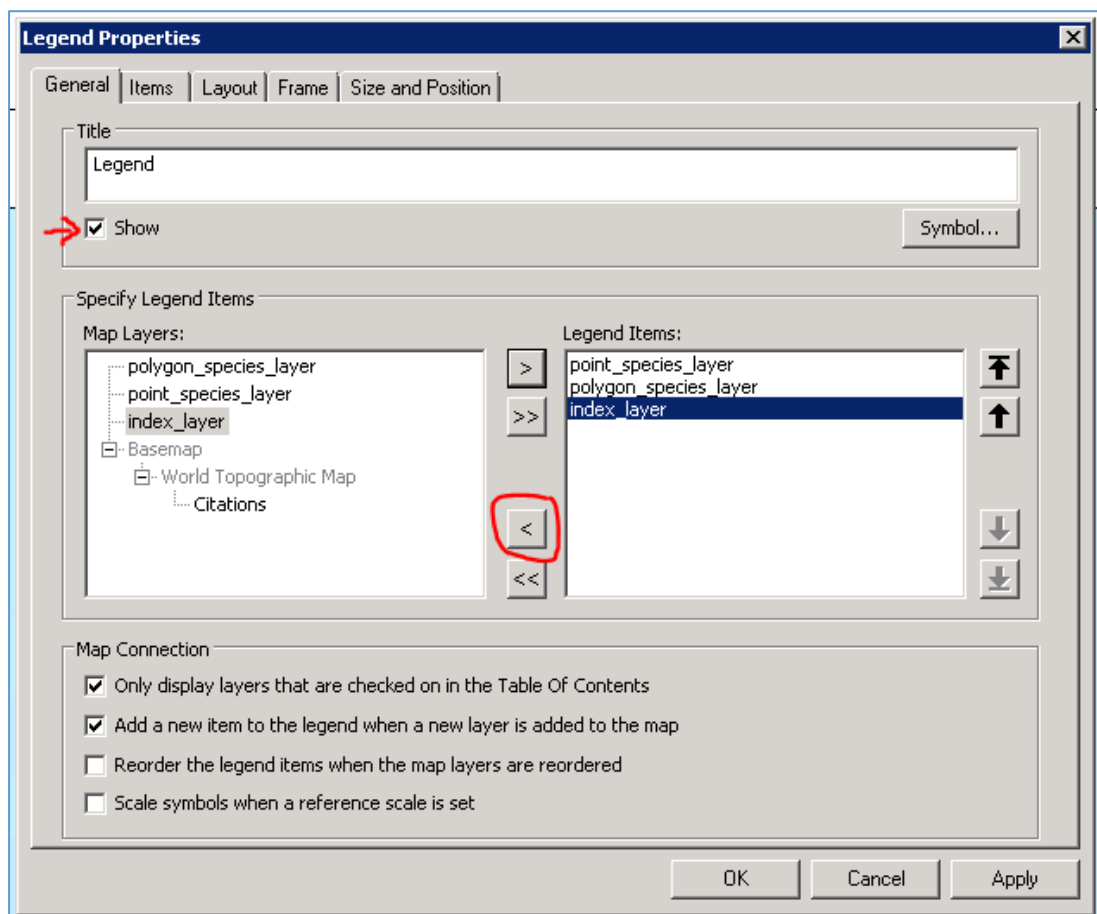 Legend Properties
General Items Layout Frame Size and Position
Title
Legend
Show
Symbol...
Specify Legend Items
Map Layers:
polygon_species_layer
point_species_layer
index_layer
Basemap
World Topographic Map
Citations
>
>>
<
<<
Legend Items:
point_species_layer
polygon_species_layer
index_layer
Map Connection
Only display layers that are checked on in the Table Of Contents
Add a new item to the legend when a new layer is added to the map
Reorder the legend items when the map layers are reordered
Scale symbols when a reference scale is set
OK Cancel Apply